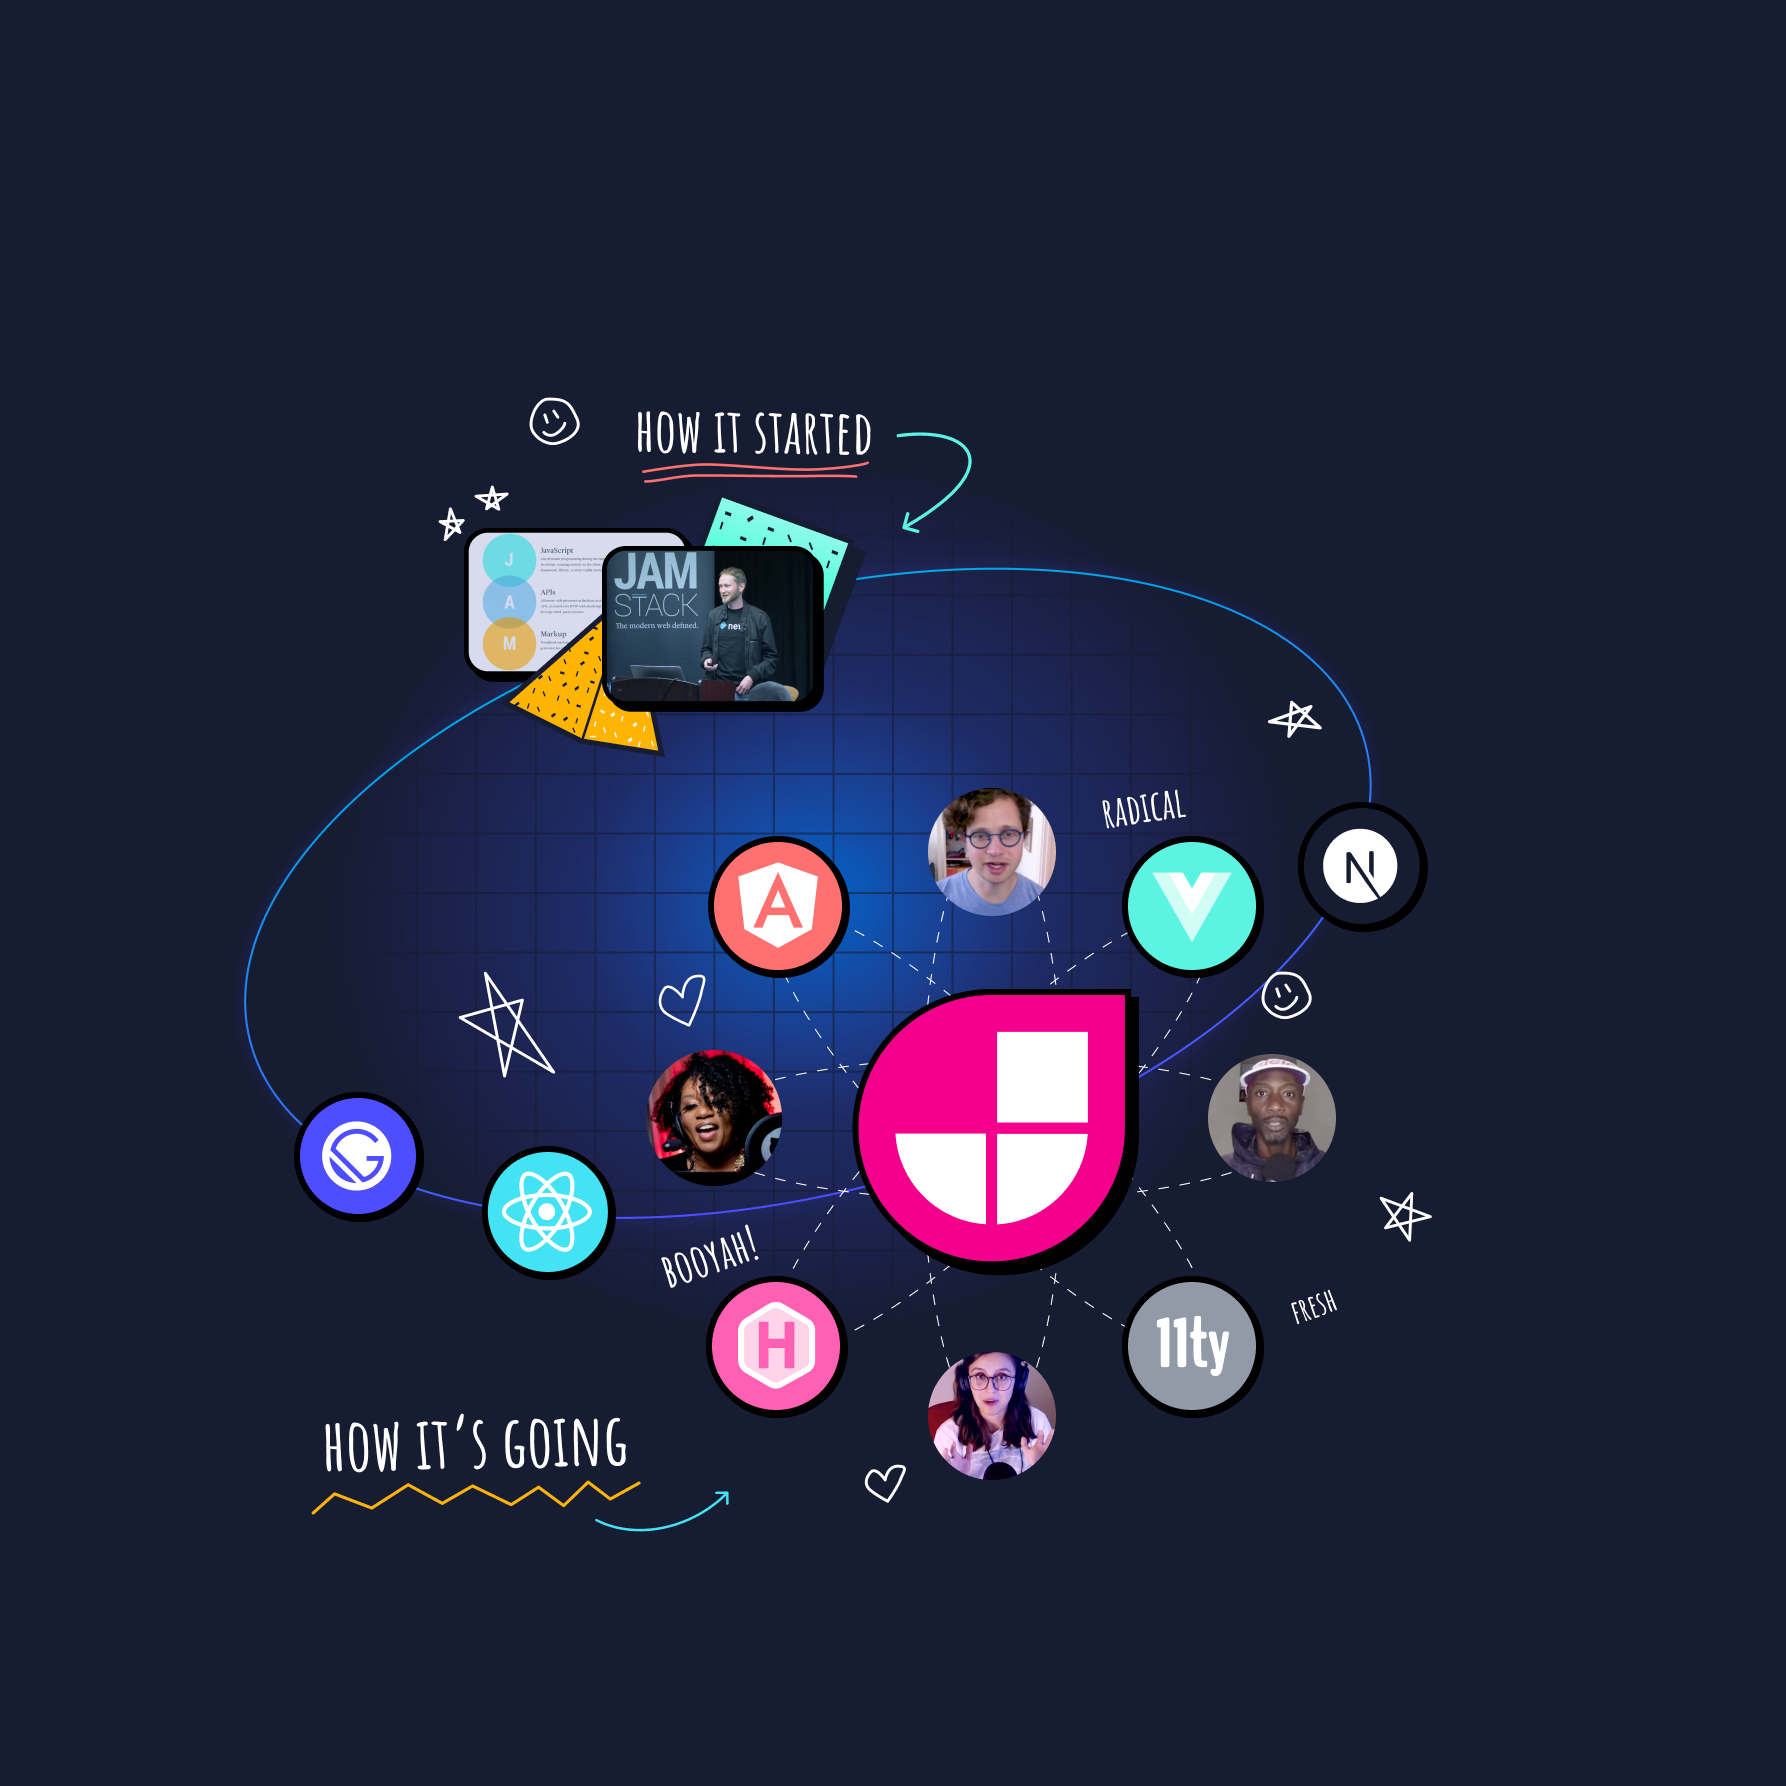 HOW IT STARTED
J
JavaScript
A
APIs
M
Markup
JAM
STACK
The modern web defined.
net
RADICAL
A
N
G
BOOYAH!
H
11ty
FRESH
HOW IT'S GOING